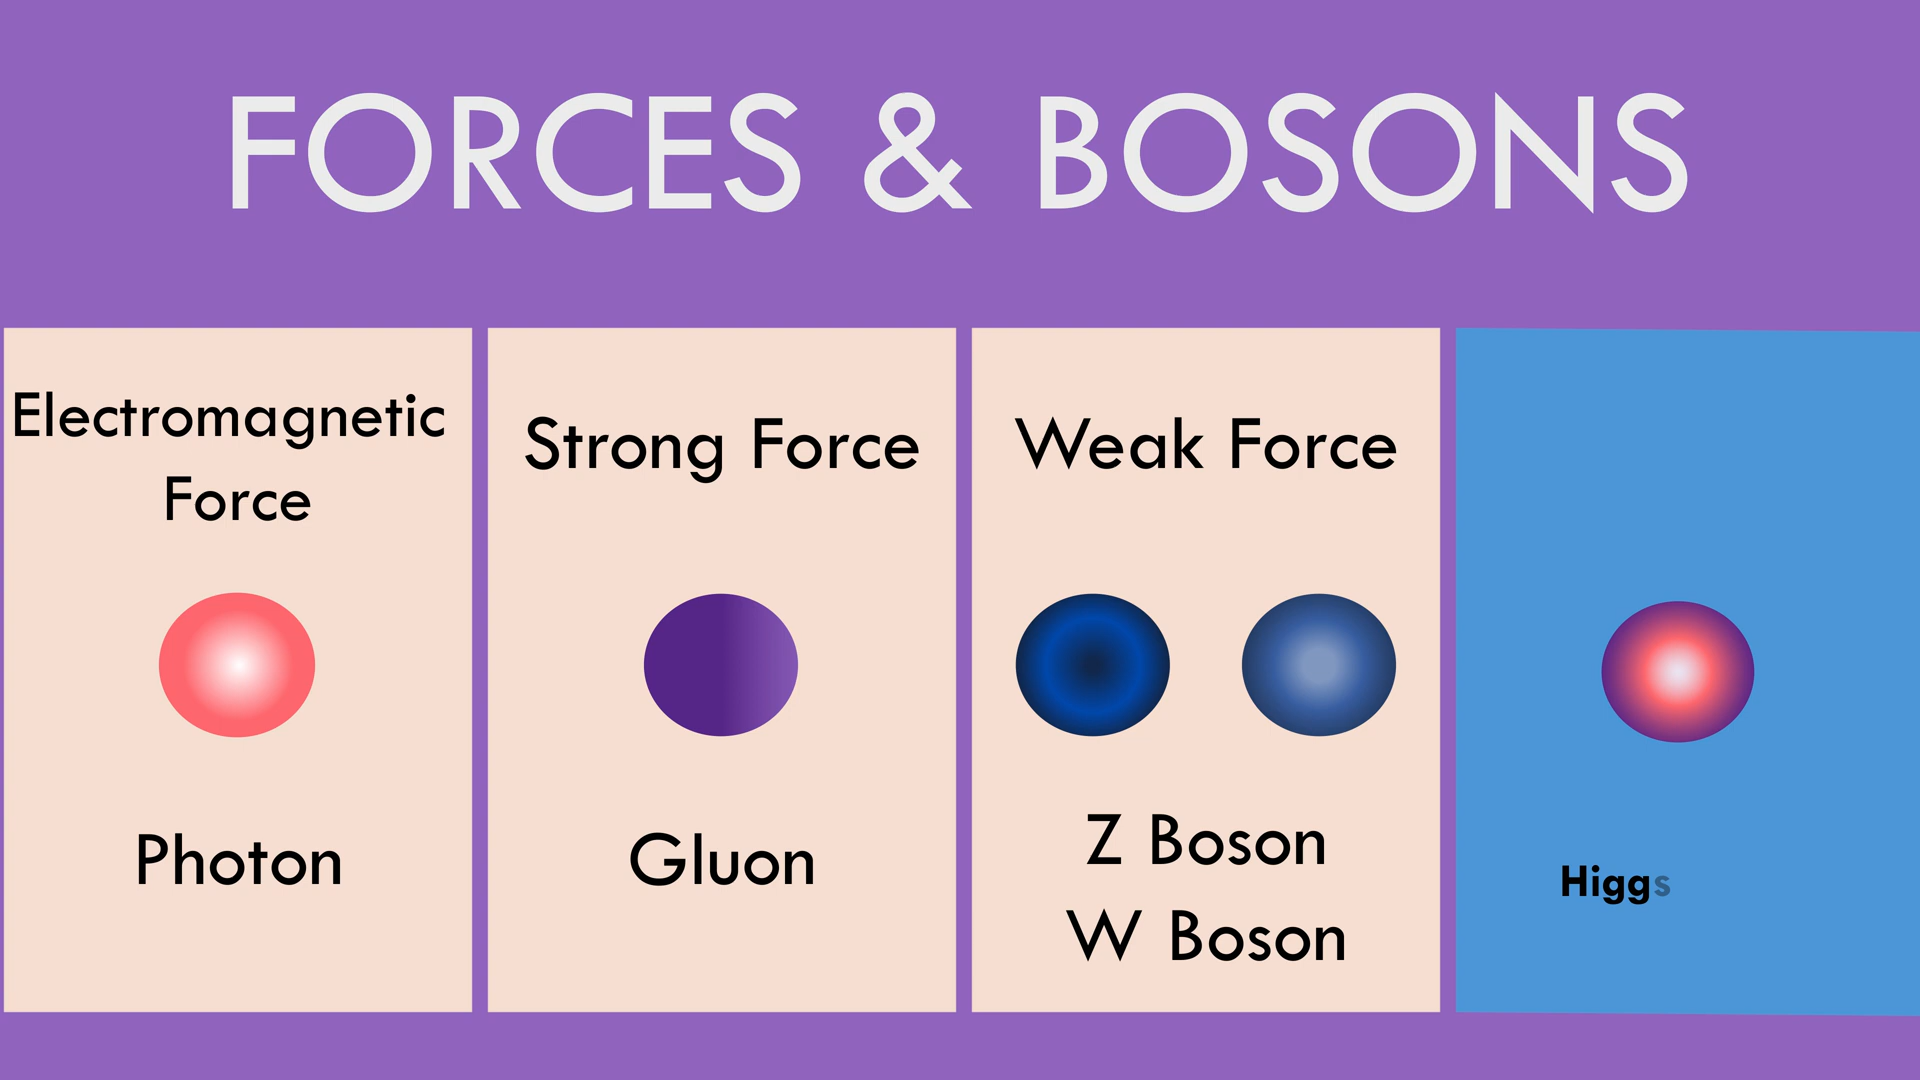 FORCES & BOSONS
Electromagnetic
Force
Photon
Strong Force
Gluon
Weak Force
Z Boson
W Boson
Higgs